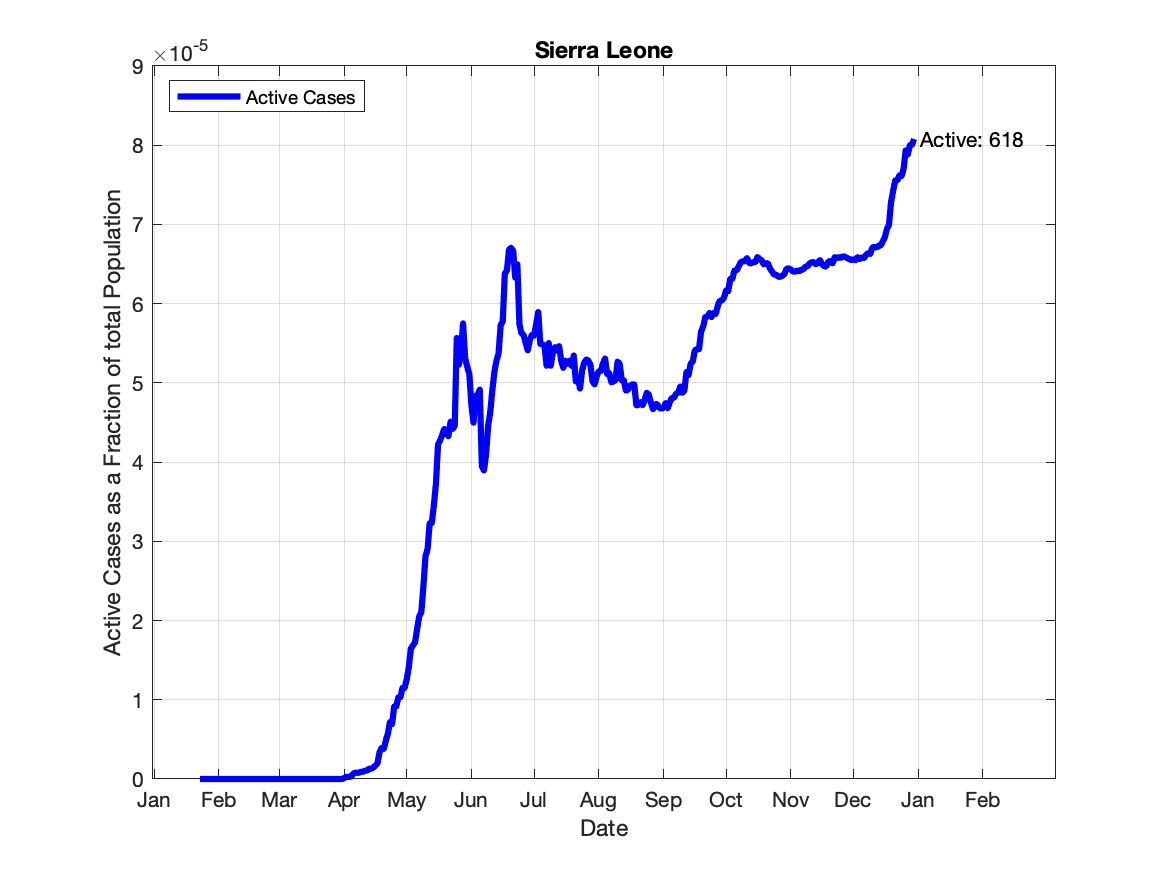 Sierra Leone
×10-5
9
8
7
6
5
4
3
2
1
0
Active Cases as a Fraction of total Population
Active Cases
Active: 618
Jan Feb Mar Apr May Jun Jul Aug Sep Oct Nov Dec Jan Feb
Date